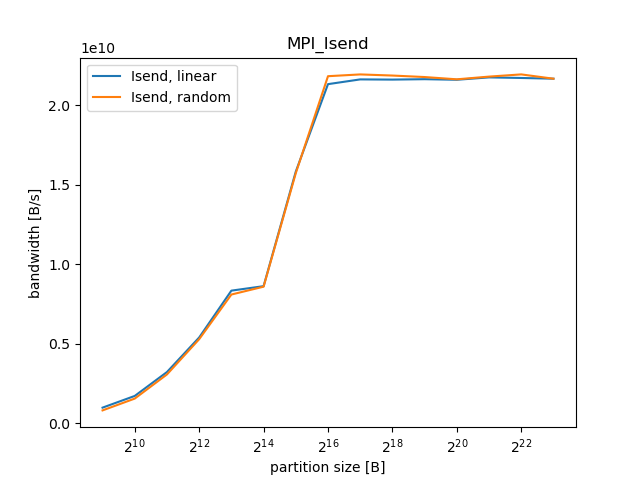 MPI_Isend
1e10
Isend, linear
Isend, random
2.0
1.5
1.0
0.5
0.0
bandwidth [B/s]
2^10 2^12 2^14 2^16 2^18 2^20 2^22
partition size [B]